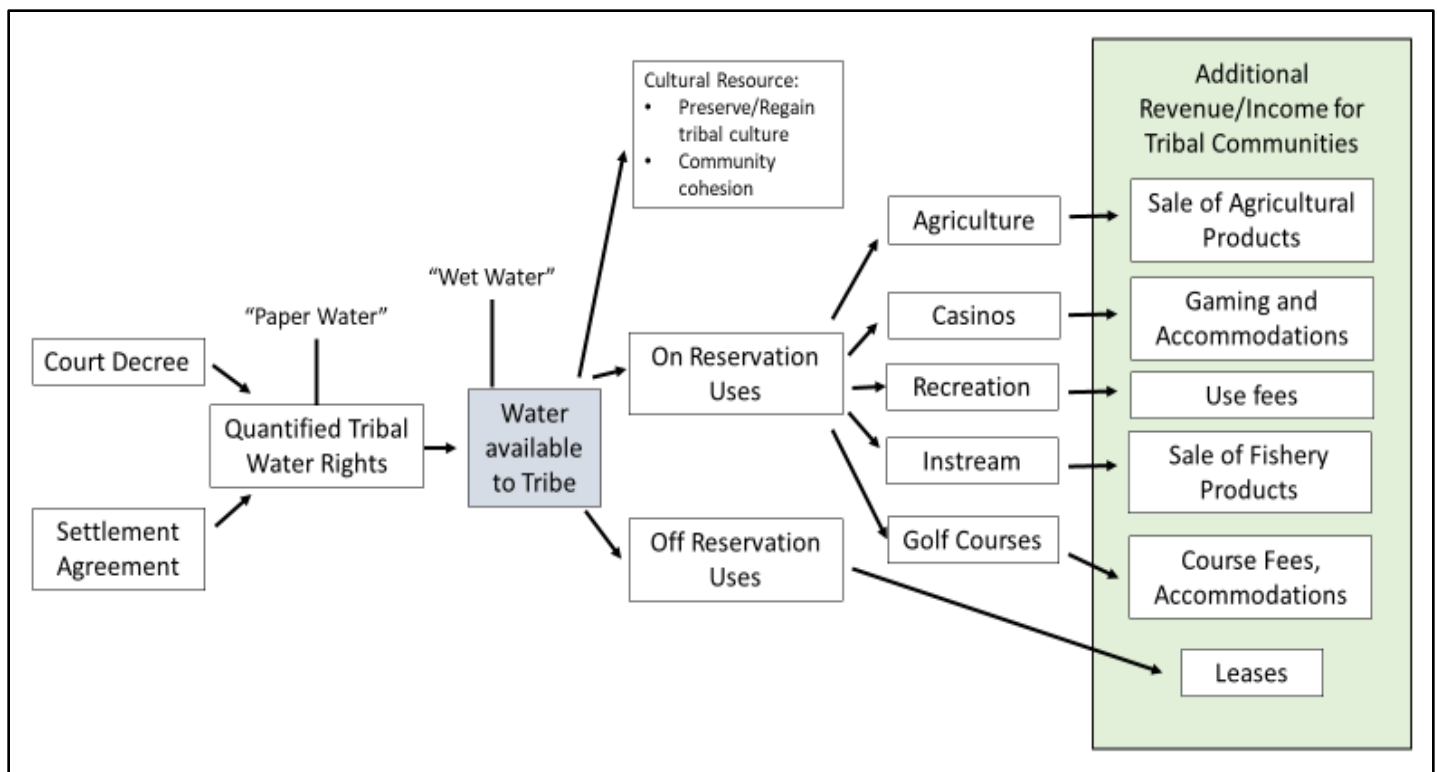 Court Decree
Settlement
Agreement
“Paper Water”
Quantified Tribal
Water Rights
“Wet Water”
Water
available
to Tribe
Cultural Resource:
• Preserve/Regain
tribal culture
• Community
cohesion
On Reservation
Uses
Off Reservation
Uses
Agriculture
Casinos
Recreation
Instream
Golf Courses
Additional
Revenue/Income for
Tribal Communities
Sale of Agricultural
Products
Gaming and
Accommodations
Use fees
Sale of Fishery
Products
Course Fees,
Accommodations
Leases